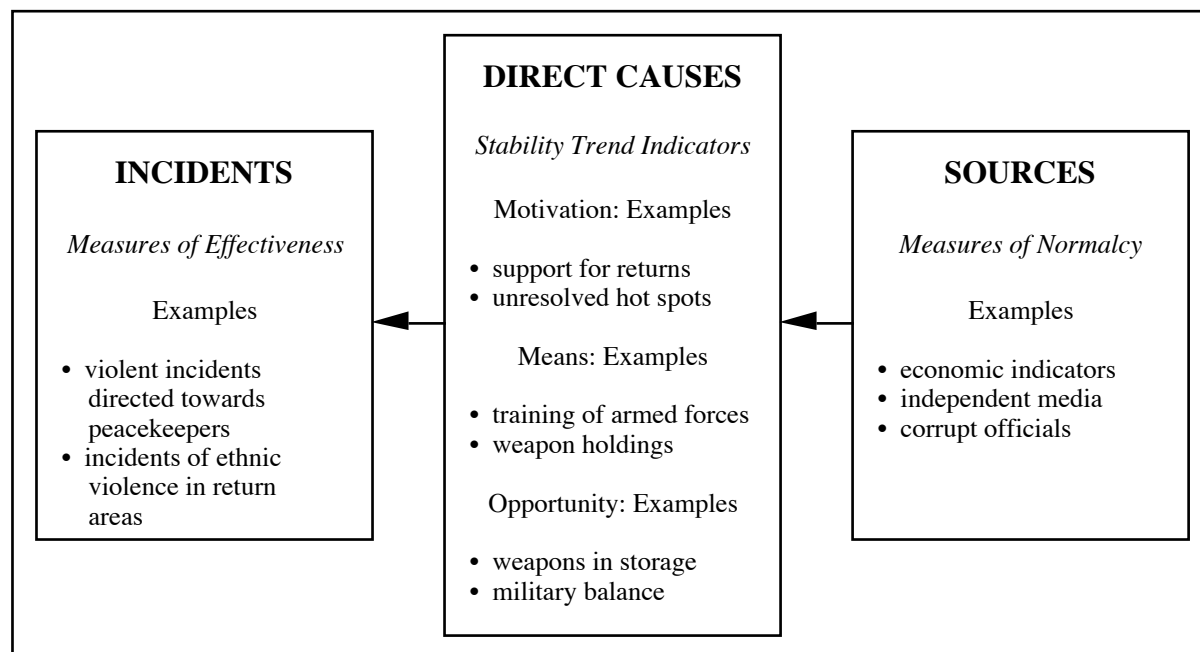 INCIDENTS
Measures of Effectiveness
Examples
• violent incidents
directed towards
peacekeepers
• incidents of ethnic
violence in return
areas
DIRECT CAUSES
Stability Trend Indicators
Motivation: Examples
• support for returns
• unresolved hot spots
Means: Examples
• training of armed forces
• weapon holdings
Opportunity: Examples
• weapons in storage
• military balance
SOURCES
Measures of Normalcy
Examples
• economic indicators
• independent media
• corrupt officials